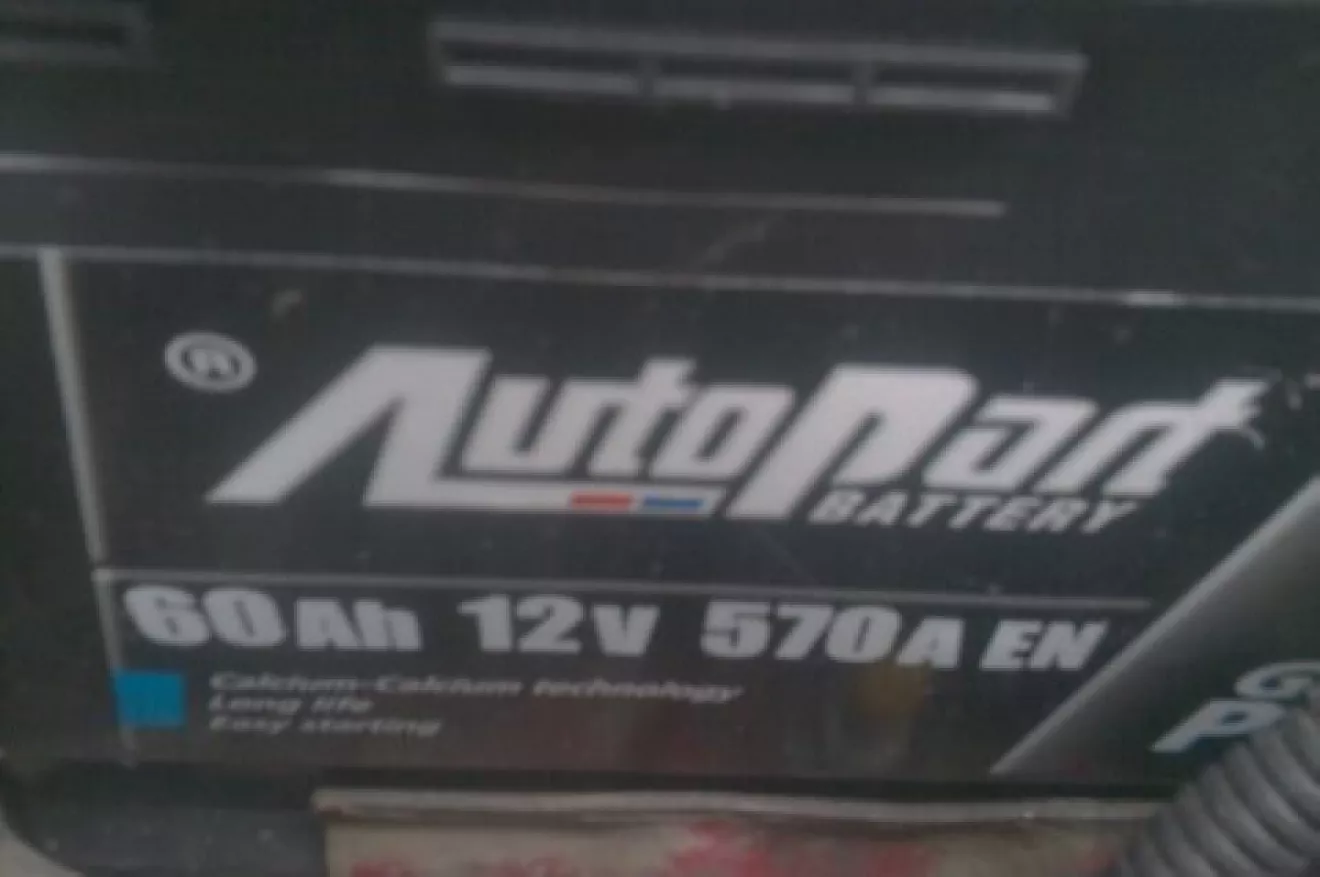 ® AutoPart
BATTERY
60Ah 12V 570A EN
Calcium-Calcium technology
Long life
Easy starting